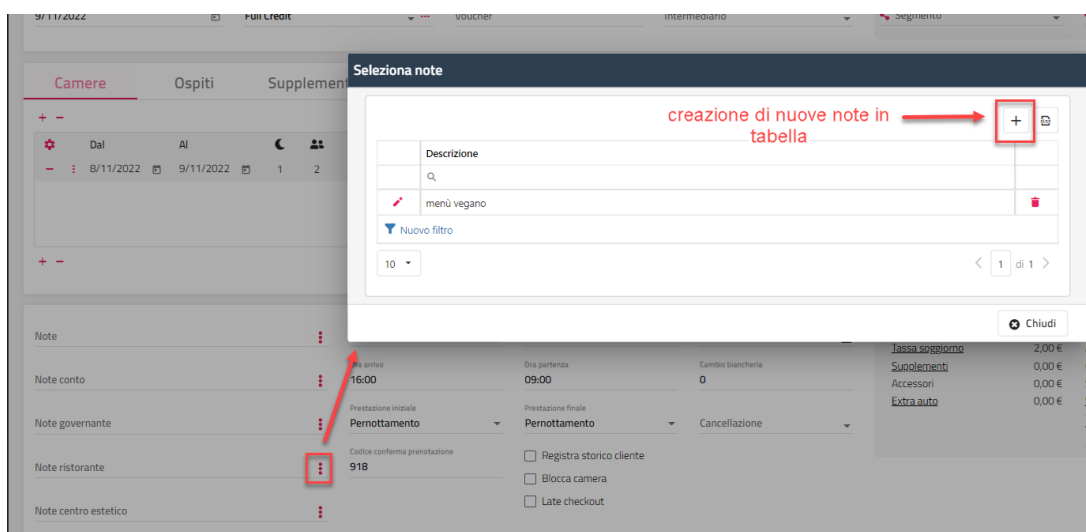 9/11/2022 Full Credit Voucher Intermediario Segmento
Camere Ospiti Supplement
Seleziona note
creazione di nuove note in
tabella
Dal Al
8/11/2022 9/11/2022 1 2
Descrizione
menù vegano
Nuovo filtro
10 1 di 1
Chiudi
Note
Tassa soggiorno 2,00 €
Ora arrivo Ora partenza Cambio biancheria
Supplementi 0,00 €
Note conto 16:00 09:00 0
Accessori 0,00 €
Prestazione iniziale Prestazione finale
Extra auto 0,00 €
Note governante Pernottamento Pernottamento Cancellazione
Codice conferma prenotazione
Note ristorante 918
Registra storico cliente
Blocca camera
Late checkout
Note centro estetico